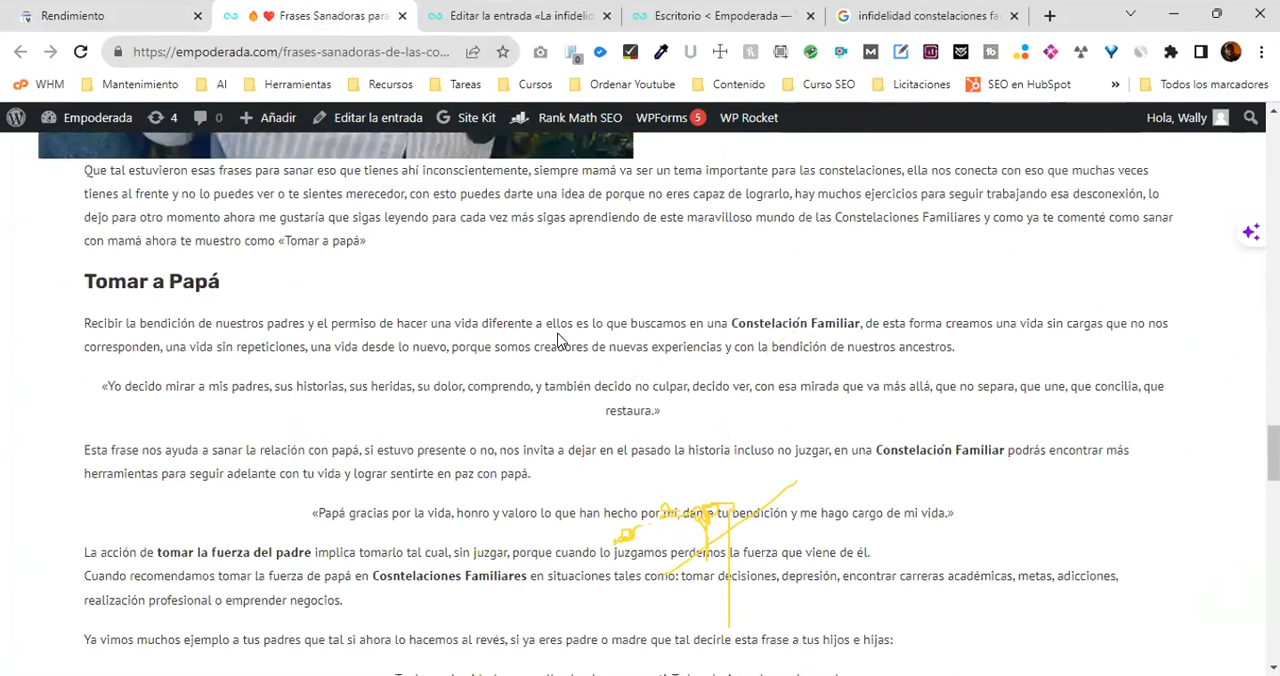 Rendimiento
Frases Sanadoras para
Editar la entrada «La infidelic
Escritorio < Empoderada —
infidelidad constelaciones fa
https://empoderada.com/frases-sanadoras-de-las-co...
WHM
Mantenimiento
AI
Herramientas
Recursos
Tareas
Cursos
Ordenar Youtube
Contenido
Curso SEO
Licitaciones
SEO en HubSpot
»
Todos los marcadores
Empoderada
4
0
Añadir
Editar la entrada
Site Kit
Rank Math SEO
WPForms 5
WP Rocket
Hola, Wally
Que tal estuvieron esas frases para sanar eso que tienes ahí inconscientemente, siempre mamá va ser un tema importante para las constelaciones, ella nos conecta con eso que muchas veces
tienes al frente y no lo puedes ver o te sientes merecedor, con esto puedes darte una idea de porque no eres capaz de lograrlo, hay muchos ejercicios para seguir trabajando esa desconexión, lo
dejo para otro momento ahora me gustaría que sigas leyendo para cada vez más sigas aprendiendo de este maravilloso mundo de las Constelaciones Familiares y como ya te comenté como sanar
con mamá ahora te muestro como «Tomar a papá»
Tomar a Papá
Recibir la bendición de nuestros padres y el permiso de hacer una vida diferente a ellos es lo que buscamos en una Constelación Familiar, de esta forma creamos una vida sin cargas que no nos
corresponden, una vida sin repeticiones, una vida desde lo nuevo, porque somos creadores de nuevas experiencias y con la bendición de nuestros ancestros.
«Yo decido mirar a mis padres, sus historias, sus heridas, su dolor, comprendo, y también decido no culpar, decido ver, con esa mirada que va más allá, que no separa, que une, que concilia, que
restaura.»
Esta frase nos ayuda a sanar la relación con papá, si estuvo presente o no, nos invita a dejar en el pasado la historia incluso no juzgar, en una Constelación Familiar podrás encontrar más
herramientas para seguir adelante con tu vida y lograr sentirte en paz con papá.
«Papá gracias por la vida, honro y valoro lo que han hecho por mi, dame tu bendición y me hago cargo de mi vida.»
La acción de tomar la fuerza del padre implica tomarlo tal cual, sin juzgar, porque cuando lo juzgamos perdemos la fuerza que viene de él.
Cuando recomendamos tomar la fuerza de papá en Cosntelaciones Familiares en situaciones tales como: tomar decisiones, depresión, encontrar carreras académicas, metas, adicciones,
realización profesional o emprender negocios.
Ya vimos muchos ejemplo a tus padres que tal si ahora lo hacemos al revés, si ya eres padre o madre que tal decirle esta frase a tus hijos e hijas: